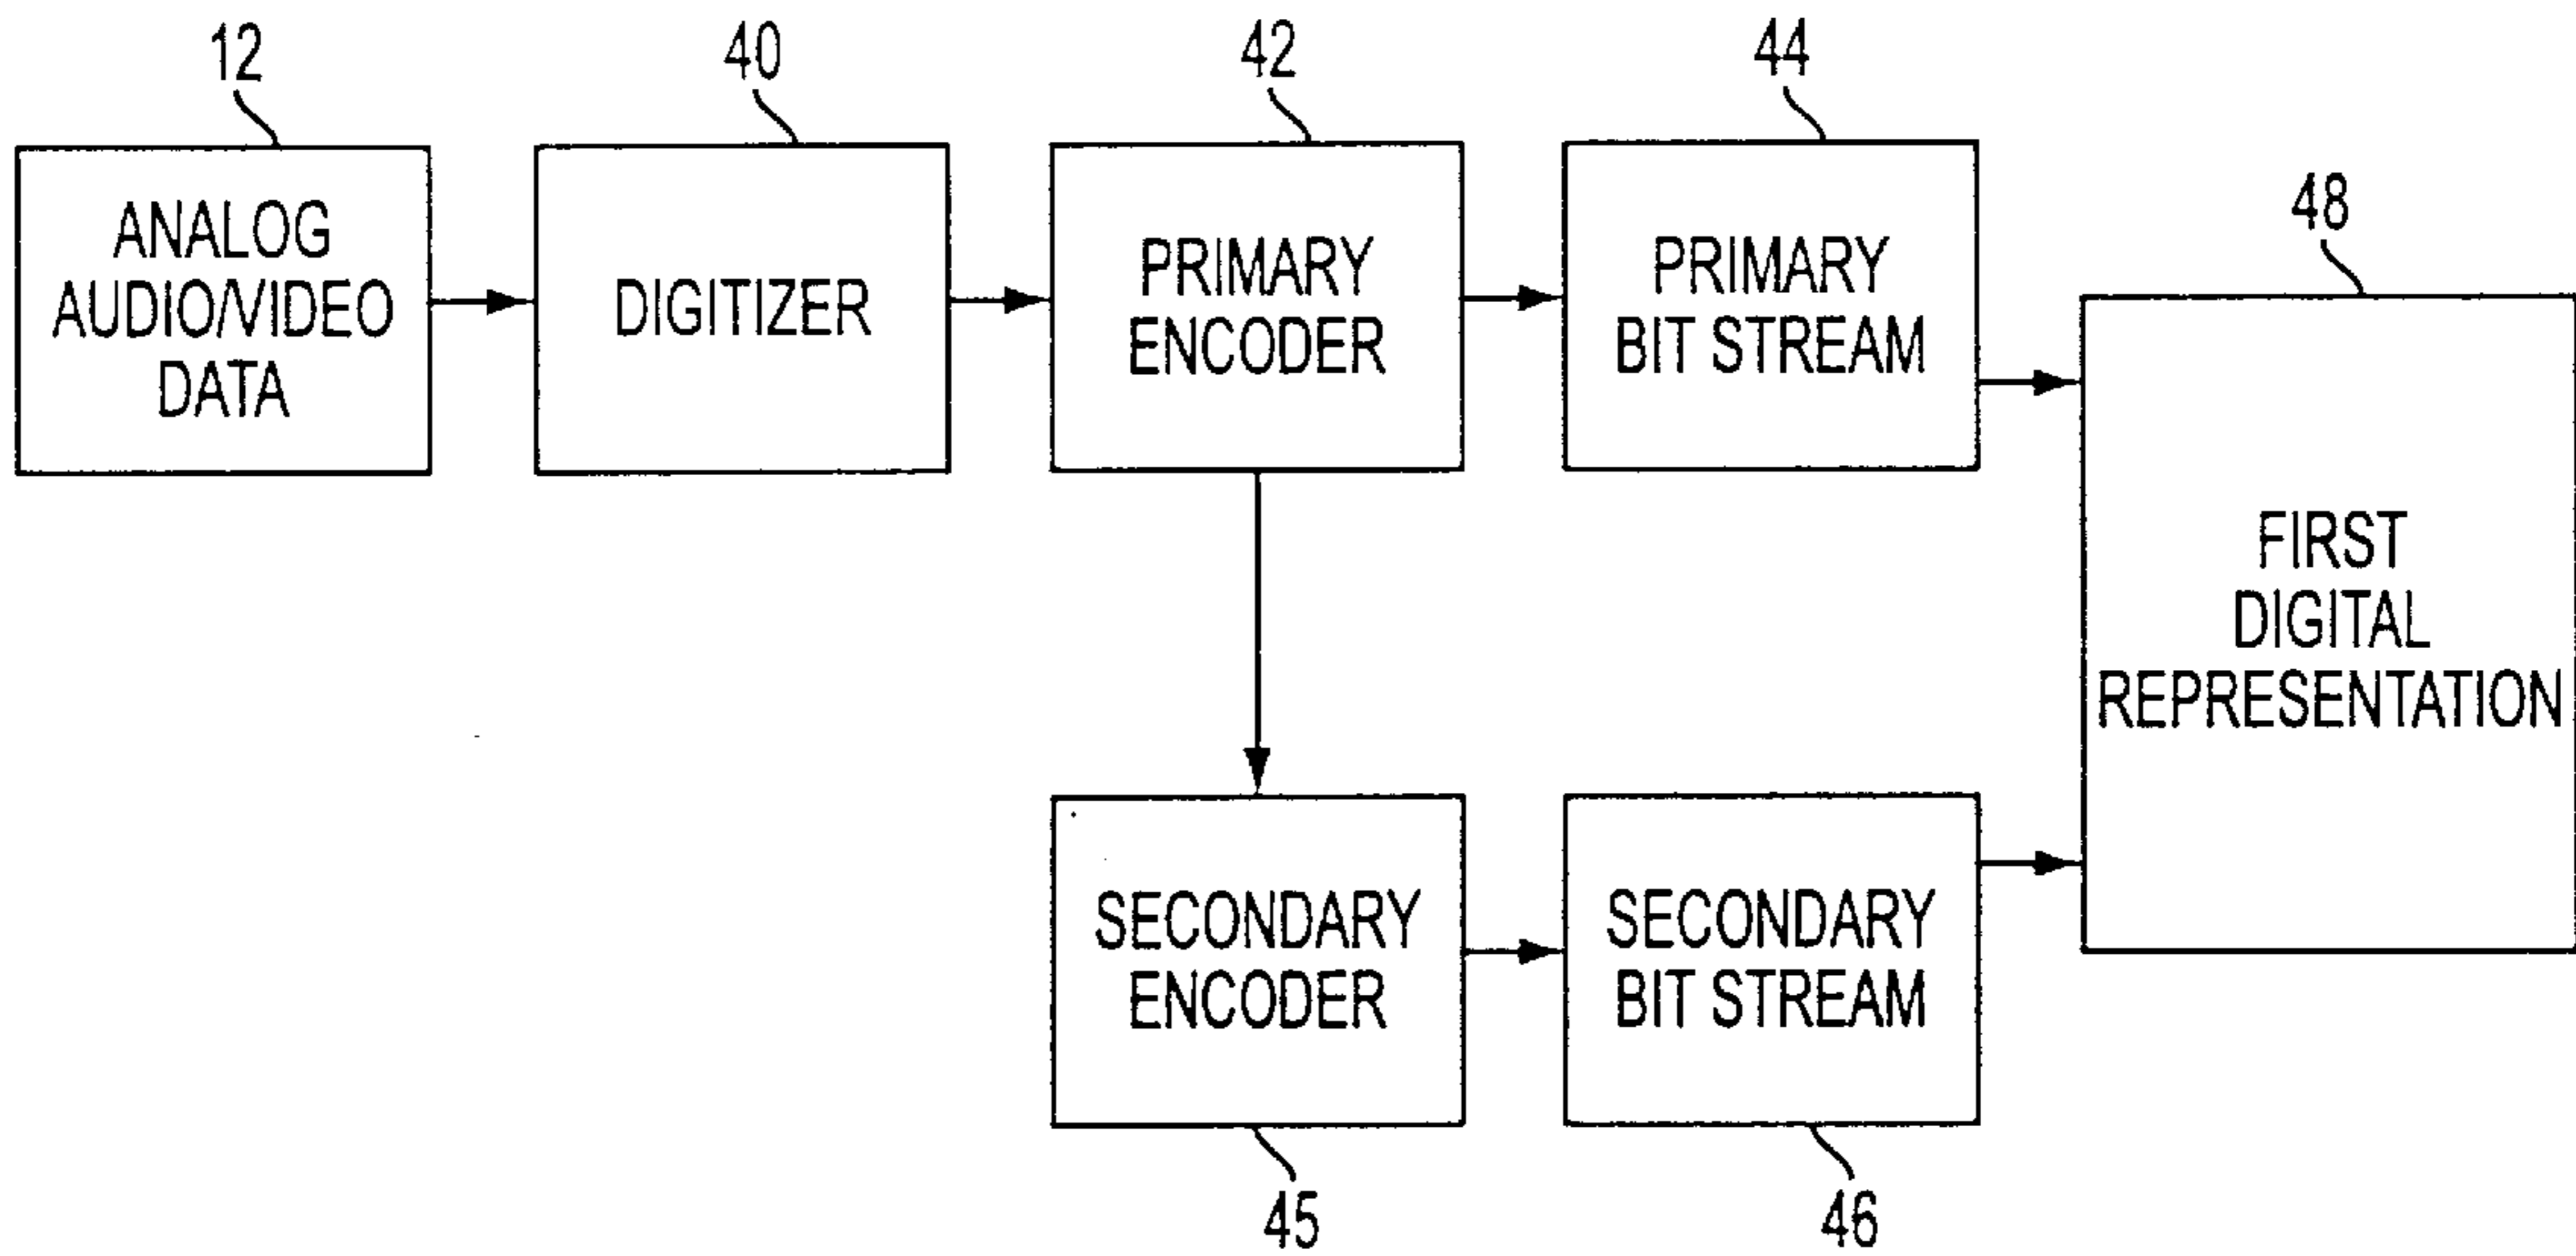 12
40
42
44
48
ANALOG
AUDIO/VIDEO
DATA
DIGITIZER
PRIMARY
ENCODER
PRIMARY
BIT STREAM
FIRST
DIGITAL
REPRESENTATION
SECONDARY
ENCODER
SECONDARY
BIT STREAM
45
46